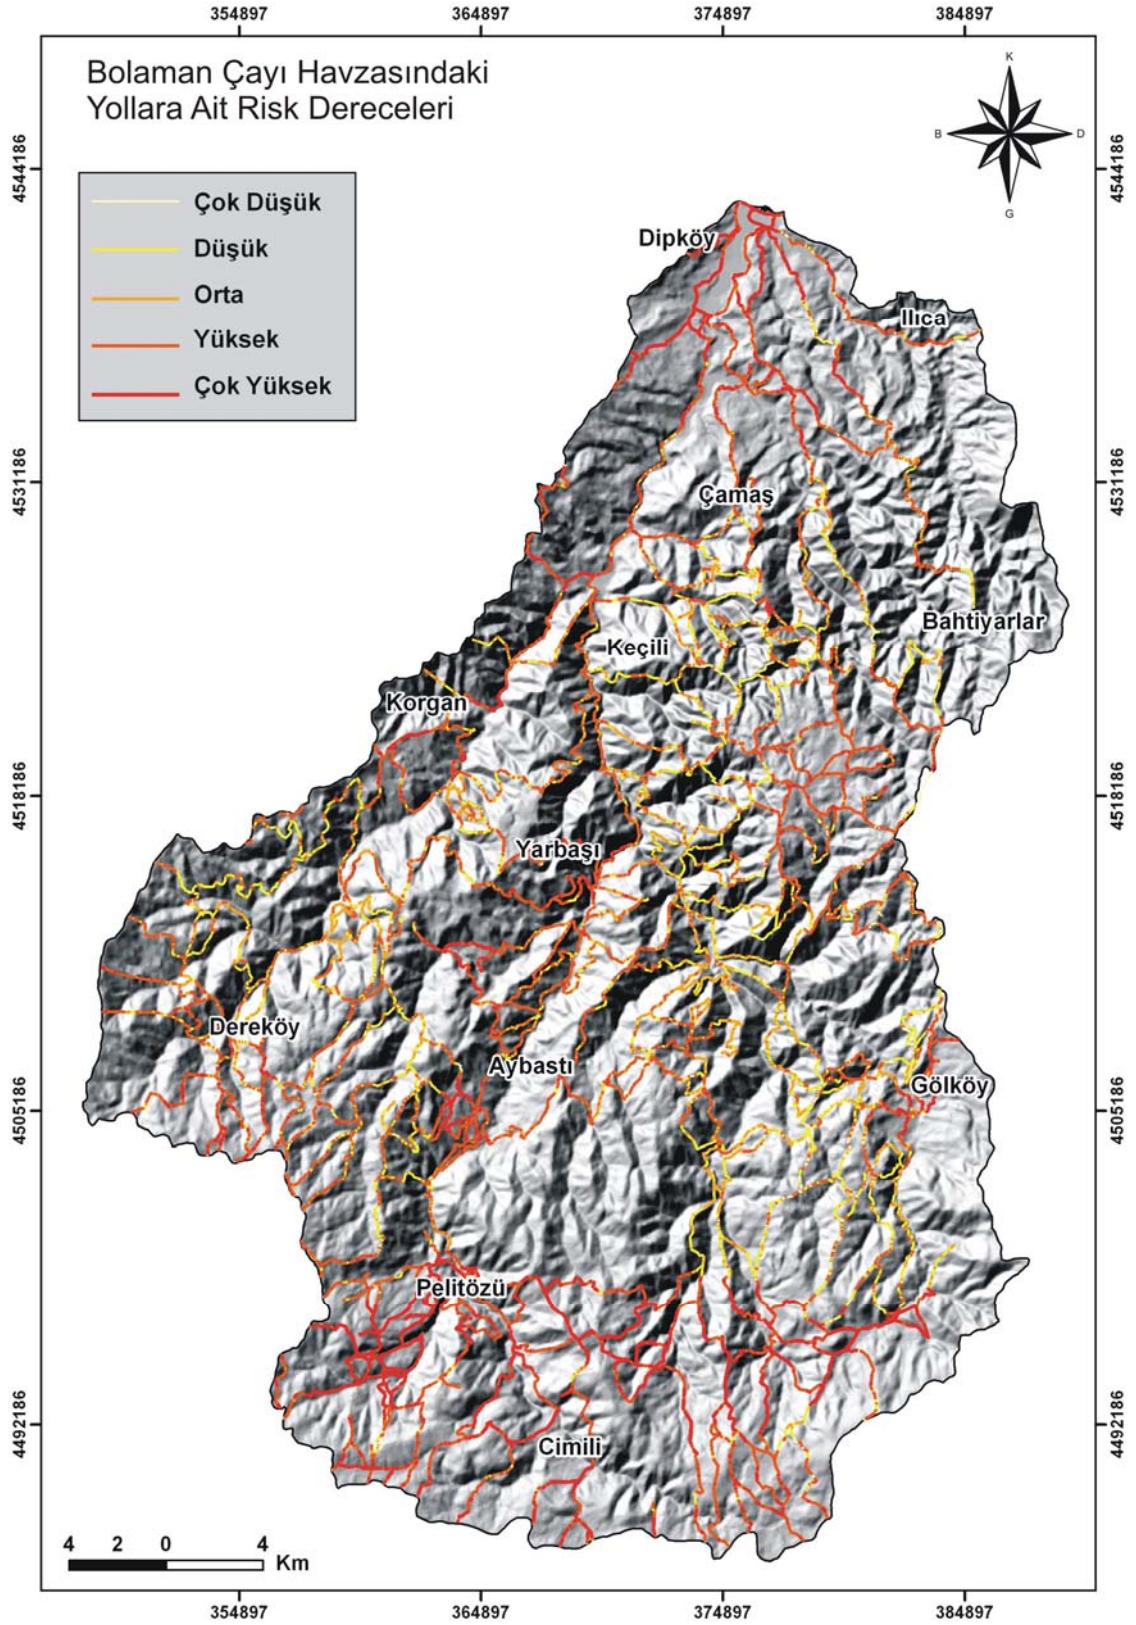 354897 364897 374897 384897
Bolaman Çayı Havzasındaki
Yollara Ait Risk Dereceleri
K
B D
G
4544186 4544186
Çok Düşük
Düşük
Orta
Yüksek
Çok Yüksek
Dipköy
Ilıca
4531186 4531186
Çamaş
Bahtiyarlar
Keçili
Korgan
4518186 4518186
Yarbaşı
Dereköy
Aybastı
Gölköy
4505186 4505186
Pelitözü
4492186 4492186
Cimili
4 2 0 4
Km
354897 364897 374897 384897